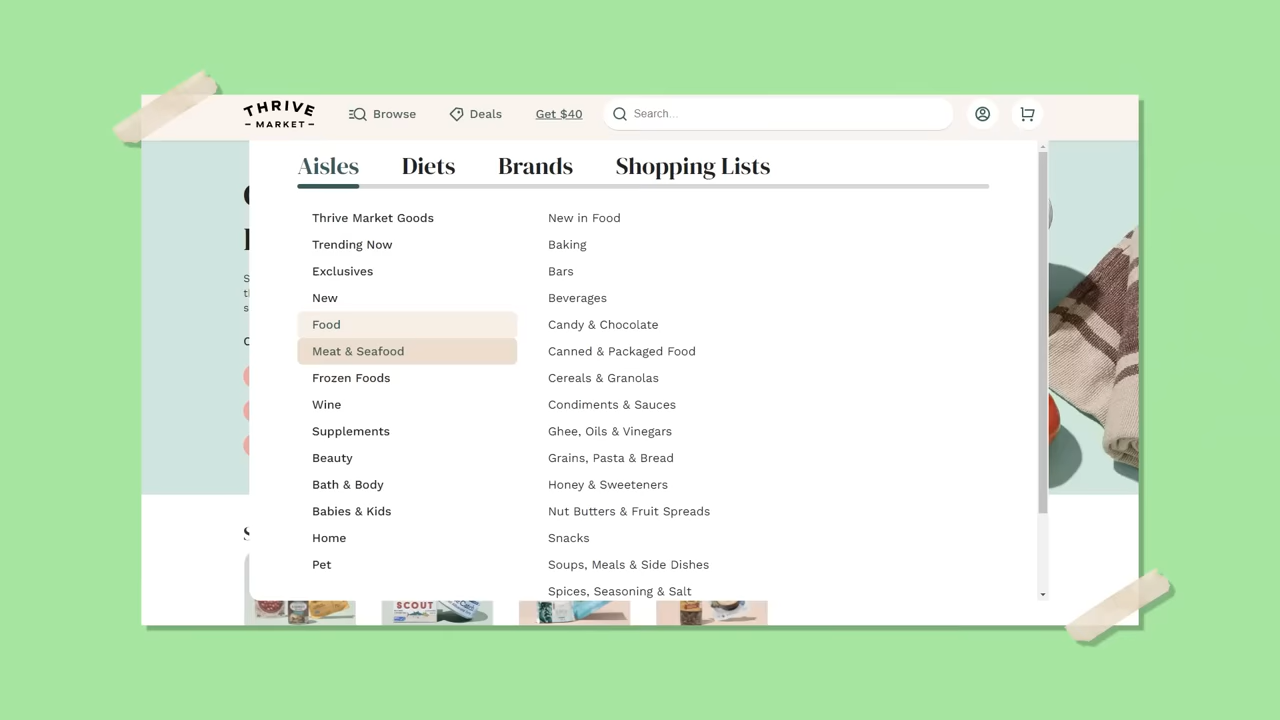 THRIVE
MARKET
Browse
Deals
Get $40
Search...
Aisles
Diets
Brands
Shopping Lists
Thrive Market Goods
Trending Now
Exclusives
New
Food
Meat & Seafood
Frozen Foods
Wine
Supplements
Beauty
Bath & Body
Babies & Kids
Home
Pet
New in Food
Baking
Bars
Beverages
Candy & Chocolate
Canned & Packaged Food
Cereals & Granolas
Condiments & Sauces
Ghee, Oils & Vinegars
Grains, Pasta & Bread
Honey & Sweeteners
Nut Butters & Fruit Spreads
Snacks
Soups, Meals & Side Dishes
Spices, Seasoning & Salt
SCOUT